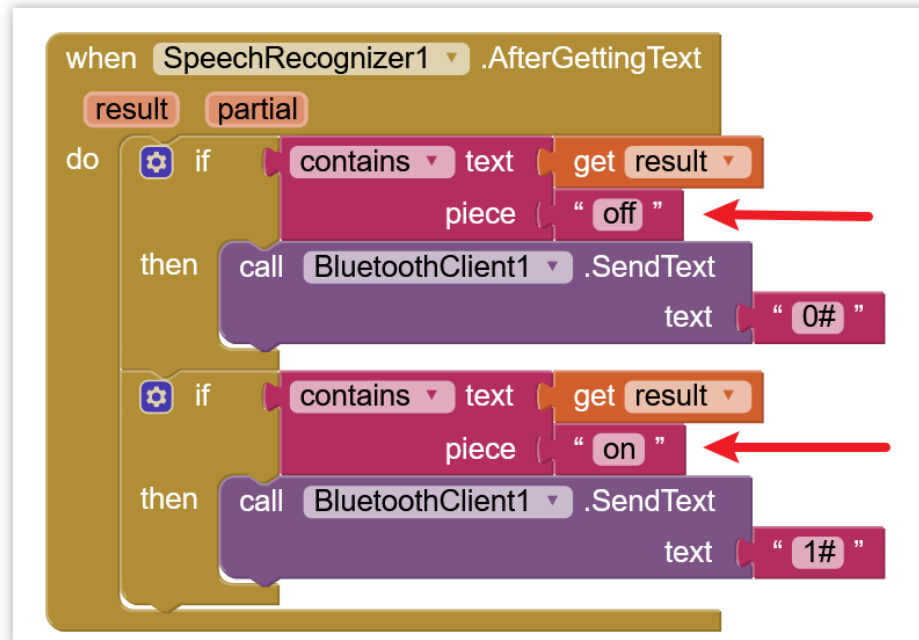 when SpeechRecognizer1 .AfterGettingText
result partial
do if contains text get result
piece “ off ”
then call BluetoothClient1 .SendText
text “ 0# ”
if contains text get result
piece “ on ”
then call BluetoothClient1 .SendText
text “ 1# ”